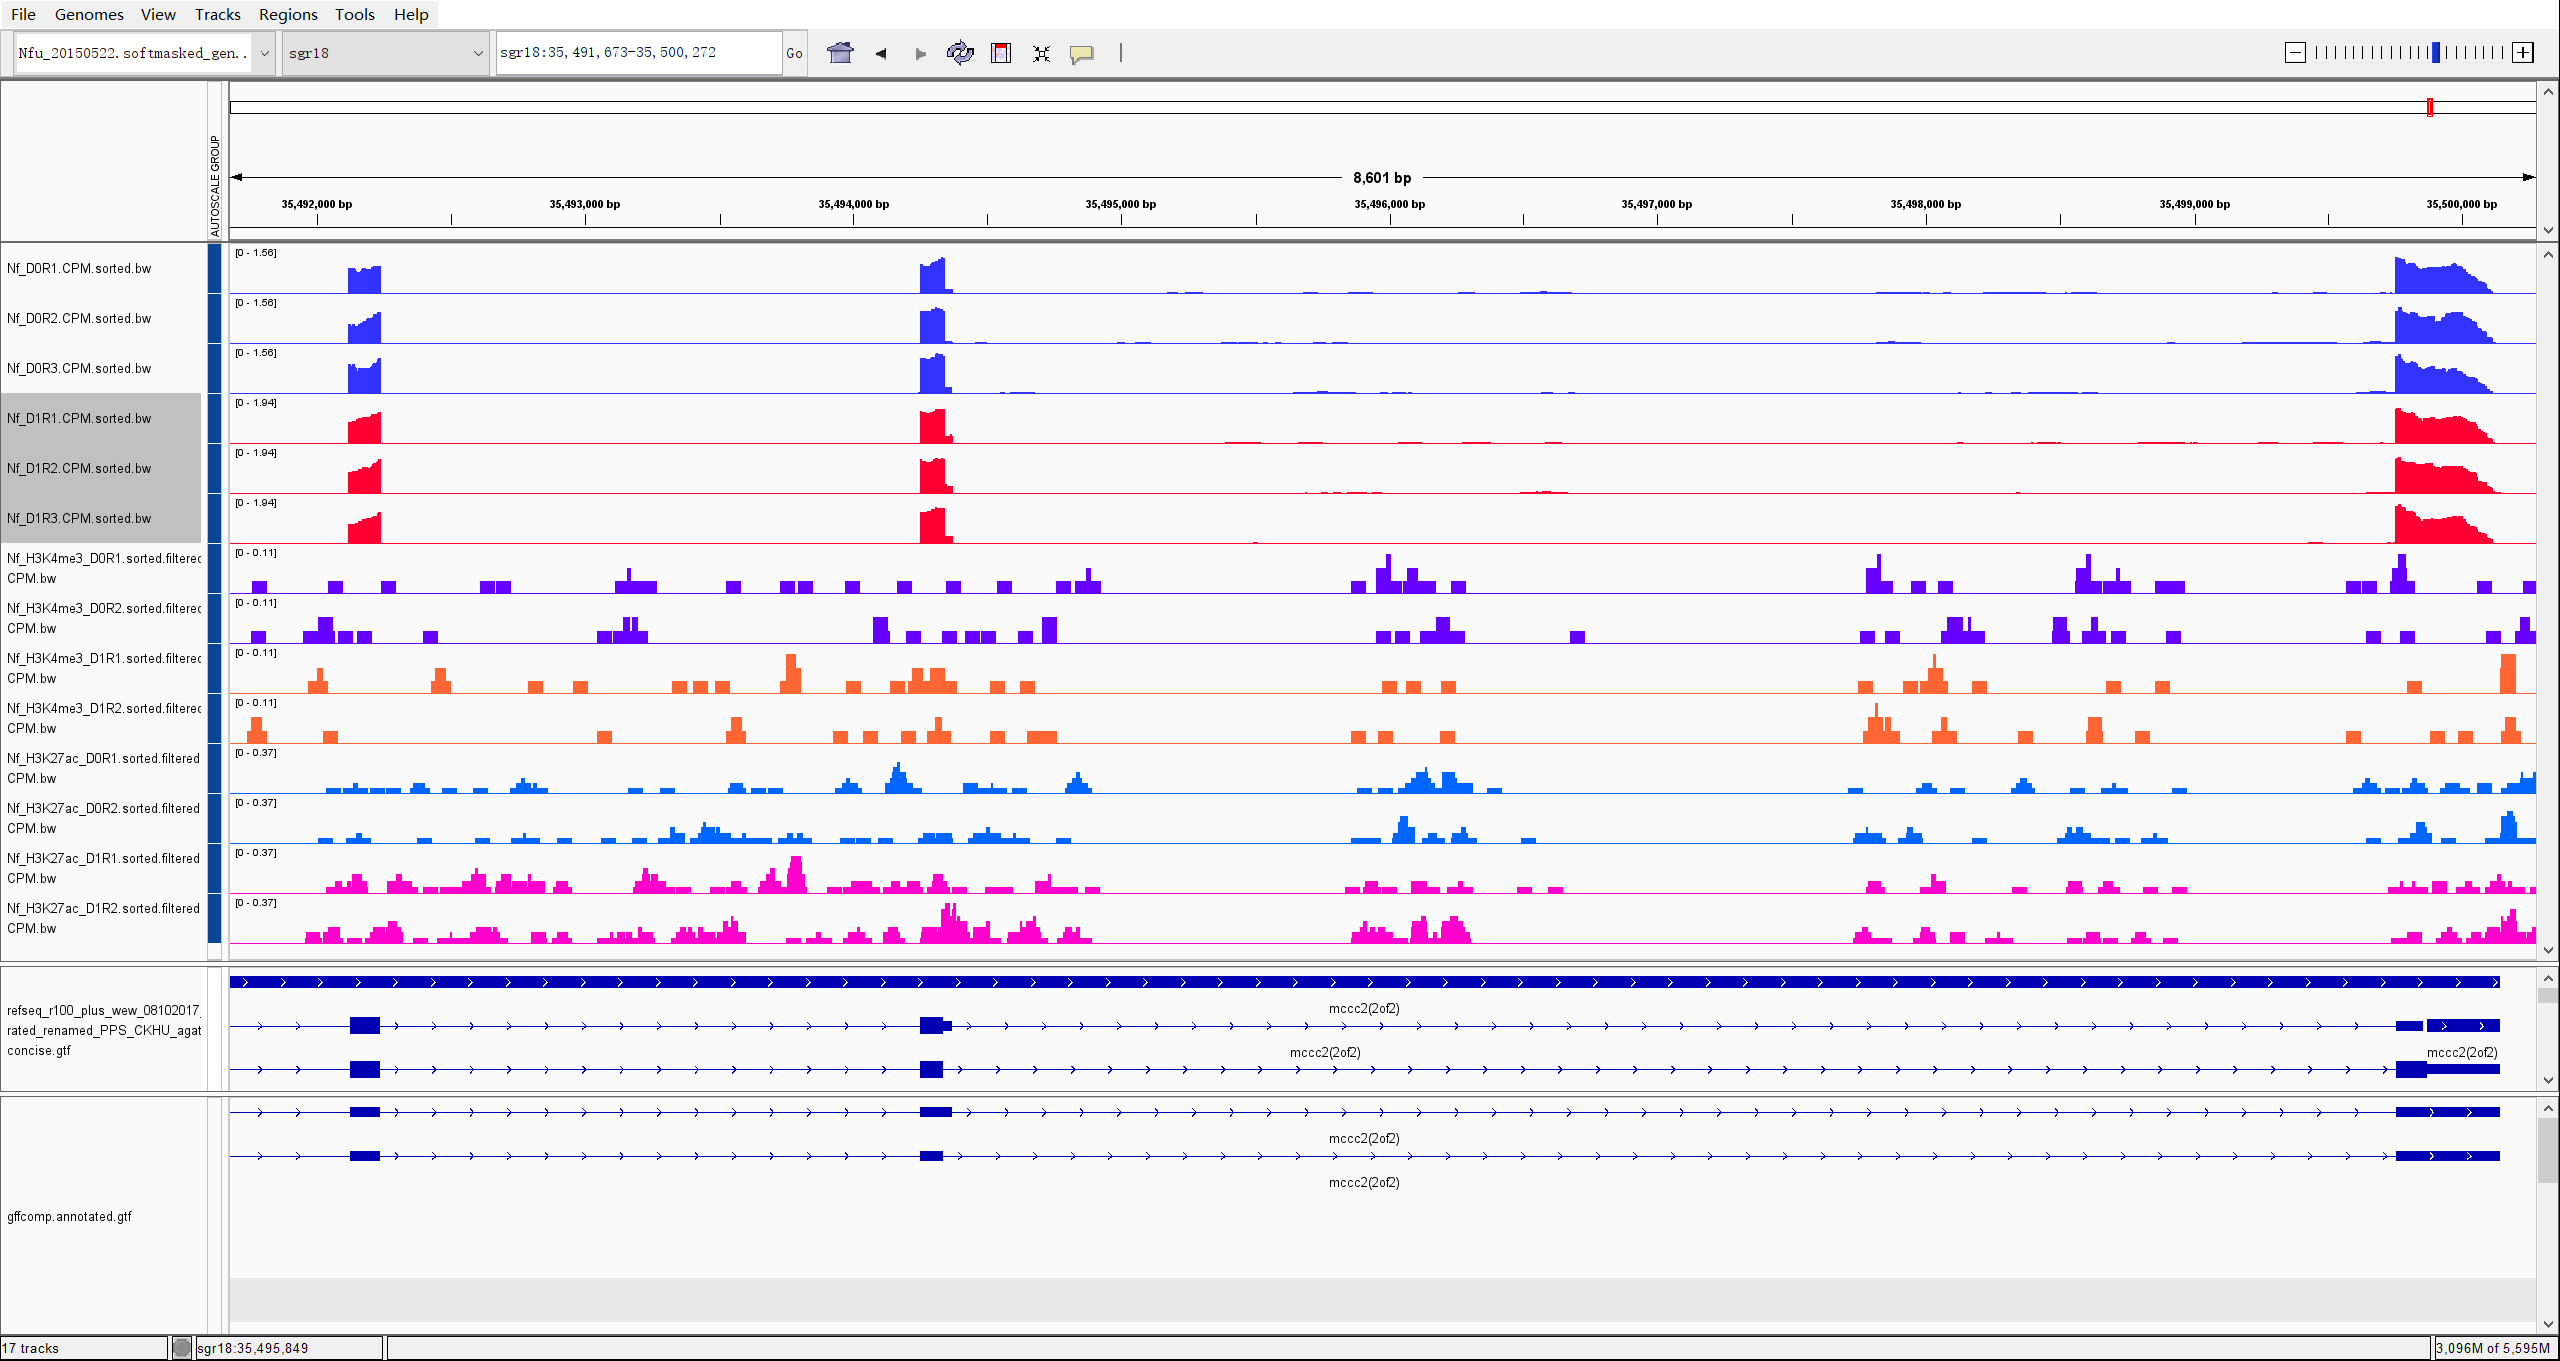 File Genomes View Tracks Regions Tools Help
Nfu_20150522.softmasked_gen.. sgr18 sgr18:35,491,673-35,500,272 Go
AUTOSCALE GROUP
8,601 bp
35,492,000 bp 35,493,000 bp 35,494,000 bp 35,495,000 bp 35,496,000 bp 35,497,000 bp 35,498,000 bp 35,499,000 bp 35,500,000 bp
[0 - 1.56]
Nf_D0R1.CPM.sorted.bw
[0 - 1.56]
Nf_D0R2.CPM.sorted.bw
[0 - 1.56]
Nf_D0R3.CPM.sorted.bw
[0 - 1.94]
Nf_D1R1.CPM.sorted.bw
[0 - 1.94]
Nf_D1R2.CPM.sorted.bw
[0 - 1.94]
Nf_D1R3.CPM.sorted.bw
Nf_H3K4me3_D0R1.sorted.filtered [0 - 0.11]
CPM.bw
Nf_H3K4me3_D0R2.sorted.filtered [0 - 0.11]
CPM.bw
Nf_H3K4me3_D1R1.sorted.filtered [0 - 0.11]
CPM.bw
Nf_H3K4me3_D1R2.sorted.filtered [0 - 0.11]
CPM.bw
Nf_H3K27ac_D0R1.sorted.filtered [0 - 0.37]
CPM.bw
Nf_H3K27ac_D0R2.sorted.filtered [0 - 0.37]
CPM.bw
Nf_H3K27ac_D1R1.sorted.filtered [0 - 0.37]
CPM.bw
Nf_H3K27ac_D1R2.sorted.filtered [0 - 0.37]
CPM.bw
refseq_r100_plus_wew_08102017_
rated_renamed_PPS_CKHU_agat
concise.gtf
mccc2(2of2)
mccc2(2of2) mccc2(2of2)
mccc2(2of2)
mccc2(2of2)
gffcomp.annotated.gtf
17 tracks sgr18:35,495,849 3,096M of 5,595M